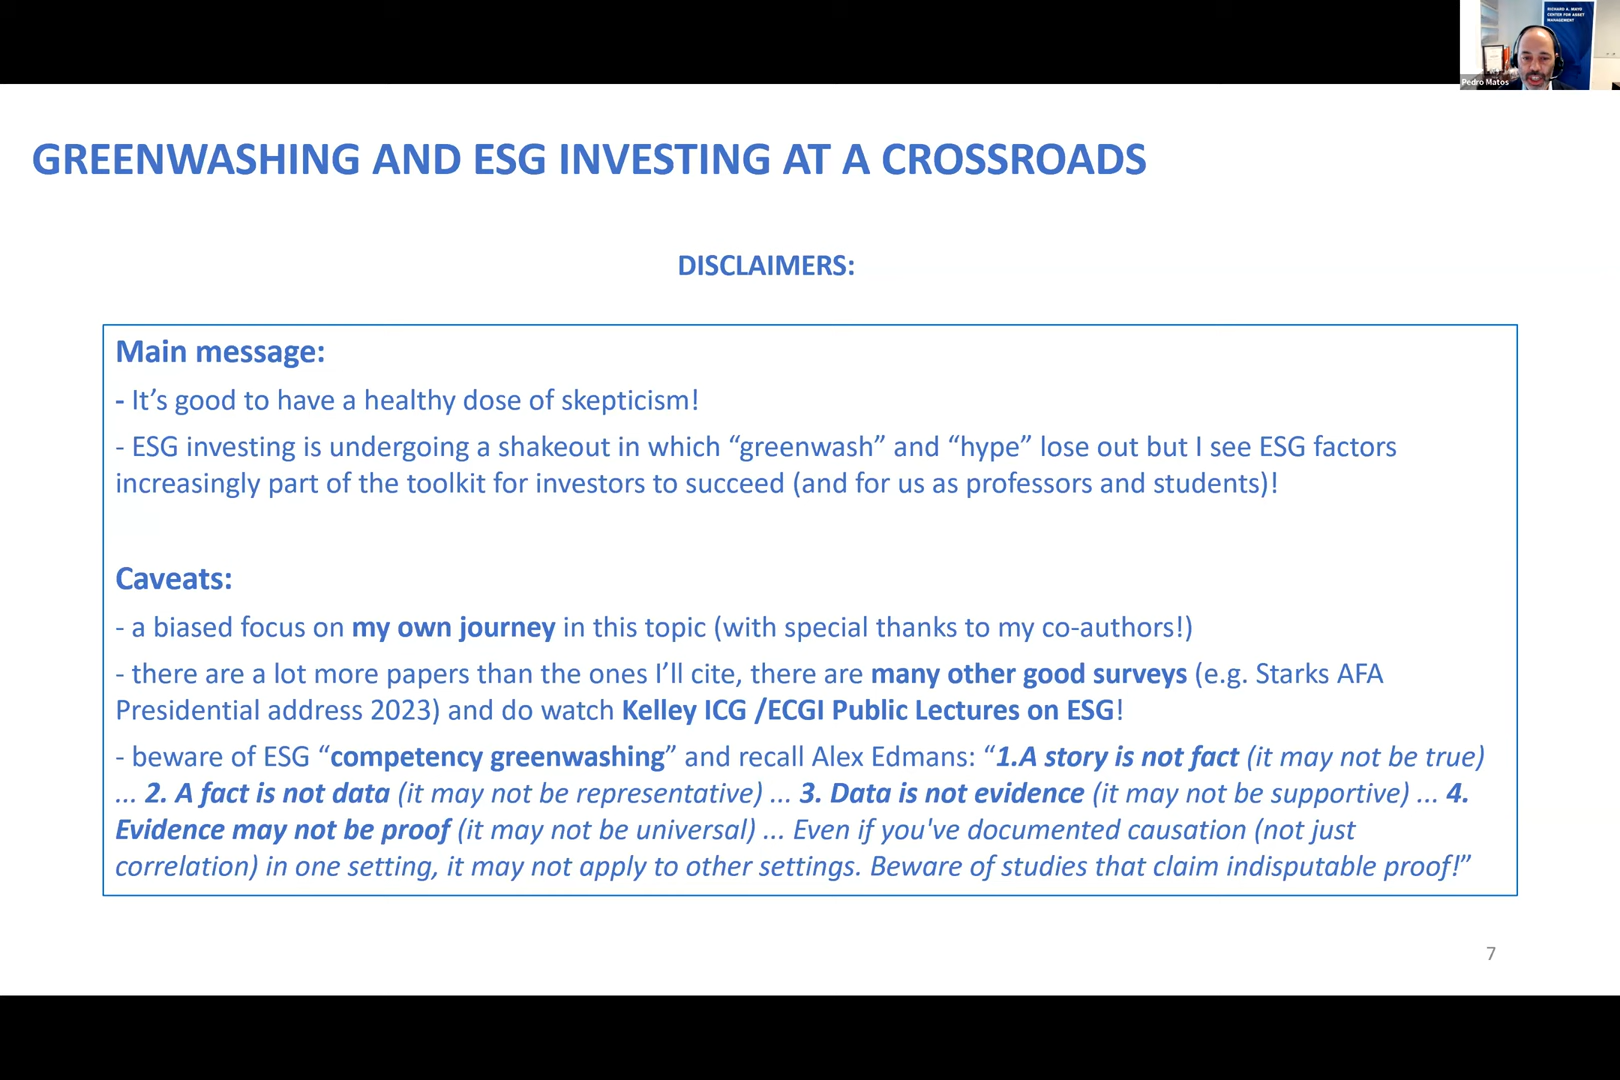 RICHARD A. MAYO
CENTER FOR ASSET
MANAGEMENT
Pedro Matos
GREENWASHING AND ESG INVESTING AT A CROSSROADS
DISCLAIMERS:
Main message:
- It’s good to have a healthy dose of skepticism!
- ESG investing is undergoing a shakeout in which “greenwash” and “hype” lose out but I see ESG factors
increasingly part of the toolkit for investors to succeed (and for us as professors and students)!
Caveats:
- a biased focus on my own journey in this topic (with special thanks to my co-authors!)
- there are a lot more papers than the ones I’ll cite, there are many other good surveys (e.g. Starks AFA
Presidential address 2023) and do watch Kelley ICG /ECGI Public Lectures on ESG!
- beware of ESG “competency greenwashing” and recall Alex Edmans: “1.A story is not fact (it may not be true)
... 2. A fact is not data (it may not be representative) ... 3. Data is not evidence (it may not be supportive) ... 4.
Evidence may not be proof (it may not be universal) ... Even if you've documented causation (not just
correlation) in one setting, it may not apply to other settings. Beware of studies that claim indisputable proof!”
7